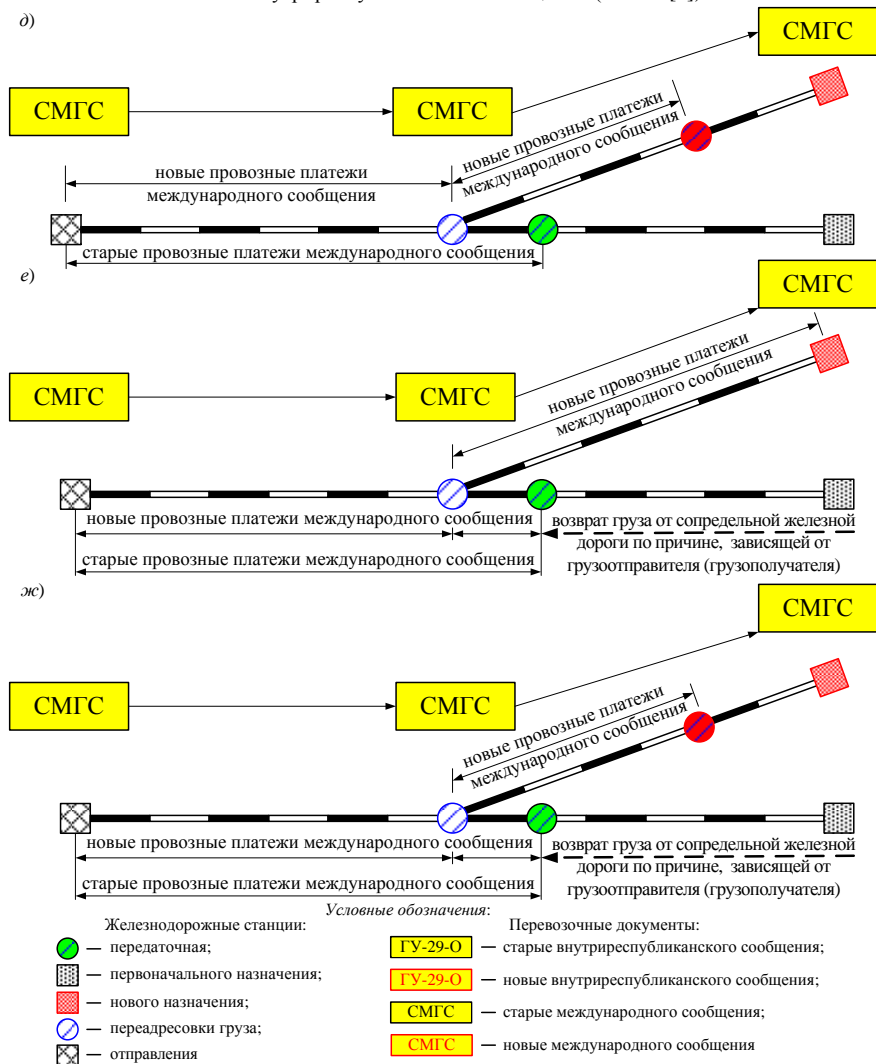 д)
СМГС
СМГС
СМГС
новые провозные платежи
международного сообщения
новые провозные платежи
международного сообщения
старые провозные платежи международного сообщения
е)
СМГС
СМГС
СМГС
новые провозные платежи
международного сообщения
новые провозные платежи международного сообщения
старые провозные платежи международного сообщения
возврат груза от сопредельной железной
дороги по причине, зависящей от
грузоотправителя (грузополучателя)
ж)
СМГС
СМГС
СМГС
новые провозные платежи
международного сообщения
новые провозные платежи международного сообщения
старые провозные платежи международного сообщения
возврат груза от сопредельной железной
дороги по причине, зависящей от
грузоотправителя (грузополучателя)
Условные обозначения:
Железнодорожные станции:
— передаточная;
— первоначального назначения;
— нового назначения;
— переадресовки груза;
— отправления
Перевозочные документы:
ГУ-29-О — старые внутриреспубликанского сообщения;
ГУ-29-О — новые внутриреспубликанского сообщения;
СМГС — старые международного сообщения;
СМГС — новые международного сообщения